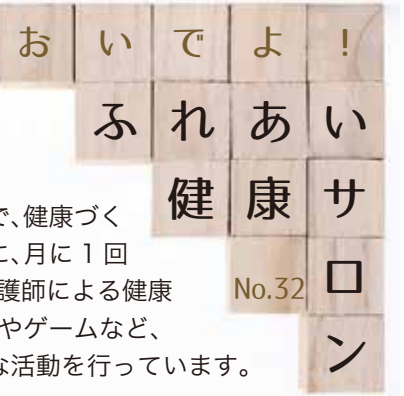 おいでよ!
ふれあい
健康サロン
No.32
で、健康づく
に、月に1回
護師による健康
やゲームなど、
な活動を行っています。